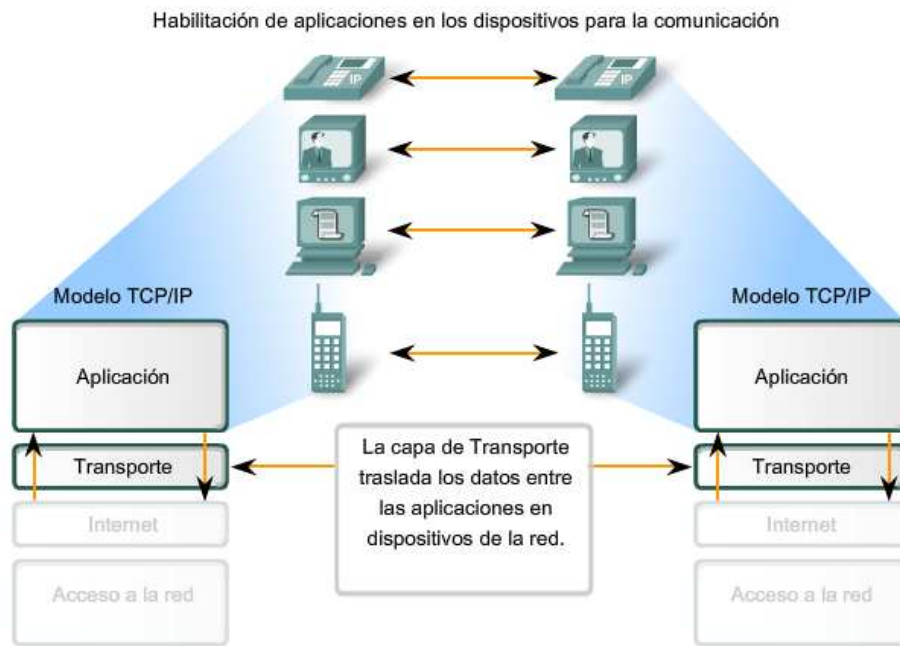 Habilitación de aplicaciones en los dispositivos para la comunicación
IP
IP
Modelo TCP/IP
Modelo TCP/IP
Aplicación
Aplicación
Transporte
La capa de Transporte
traslada los datos entre
las aplicaciones en
dispositivos de la red.
Transporte
Internet
Internet
Acceso a la red
Acceso a la red